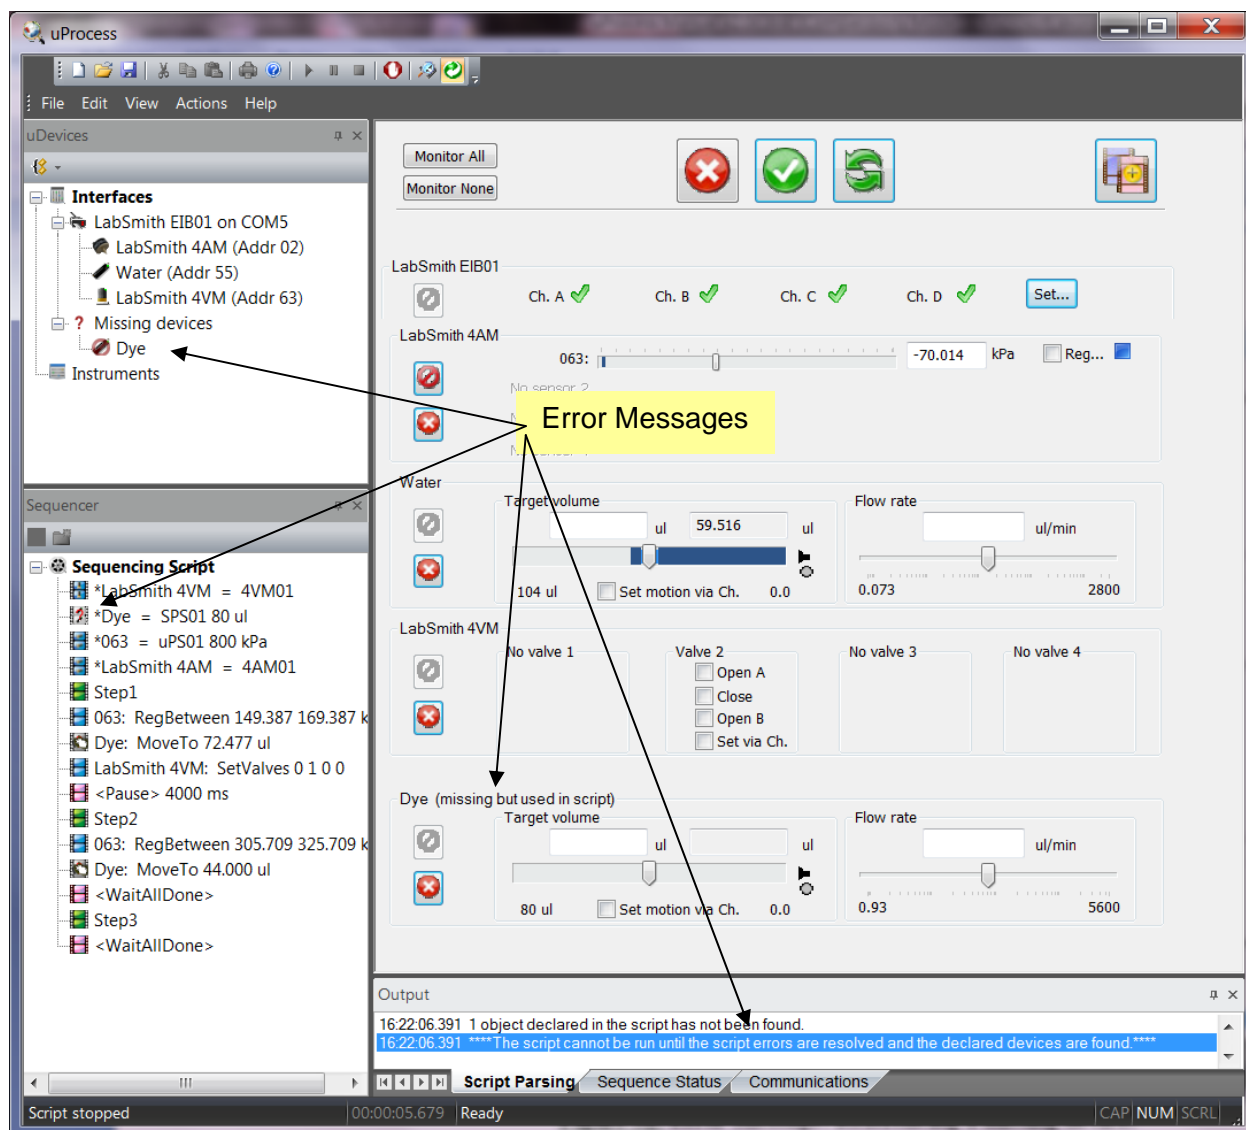 uProcess
File Edit View Actions Help
uDevices
Interfaces
LabSmith EIB01 on COM5
LabSmith 4AM (Addr 02)
Water (Addr 55)
LabSmith 4VM (Addr 63)
? Missing devices
Dye
Instruments
Sequencer
Sequencing Script
*LabSmith 4VM = 4VM01
*Dye = SPS01 80 ul
*063 = uPS01 800 kPa
*LabSmith 4AM = 4AM01
Step1
063: RegBetween 149.387 169.387 k
Dye: MoveTo 72.477 ul
LabSmith 4VM: SetValves 0 1 0 0
<Pause> 4000 ms
Step2
063: RegBetween 305.709 325.709 k
Dye: MoveTo 44.000 ul
<WaitAllDone>
Step3
<WaitAllDone>
Monitor All
Monitor None
LabSmith EIB01
Ch. A Ch. B Ch. C Ch. D Set...
LabSmith 4AM
063: -70.014 kPa Reg...
No sensor 2
Error Messages
Water
Target volume Flow rate
ul 59.516 ul ul/min
104 ul Set motion via Ch. 0.0 0.073 2800
LabSmith 4VM
No valve 1 Valve 2 No valve 3 No valve 4
Open A
Close
Open B
Set via Ch.
Dye (missing but used in script)
Target volume Flow rate
ul ul ul/min
80 ul Set motion via Ch. 0.0 0.93 5600
Output
16:22:06.391 1 object declared in the script has not been found.
16:22:06.391 ****The script cannot be run until the script errors are resolved and the declared devices are found.****
Script Parsing Sequence Status Communications
Script stopped 00:00:05.679 Ready CAP NUM SCRL